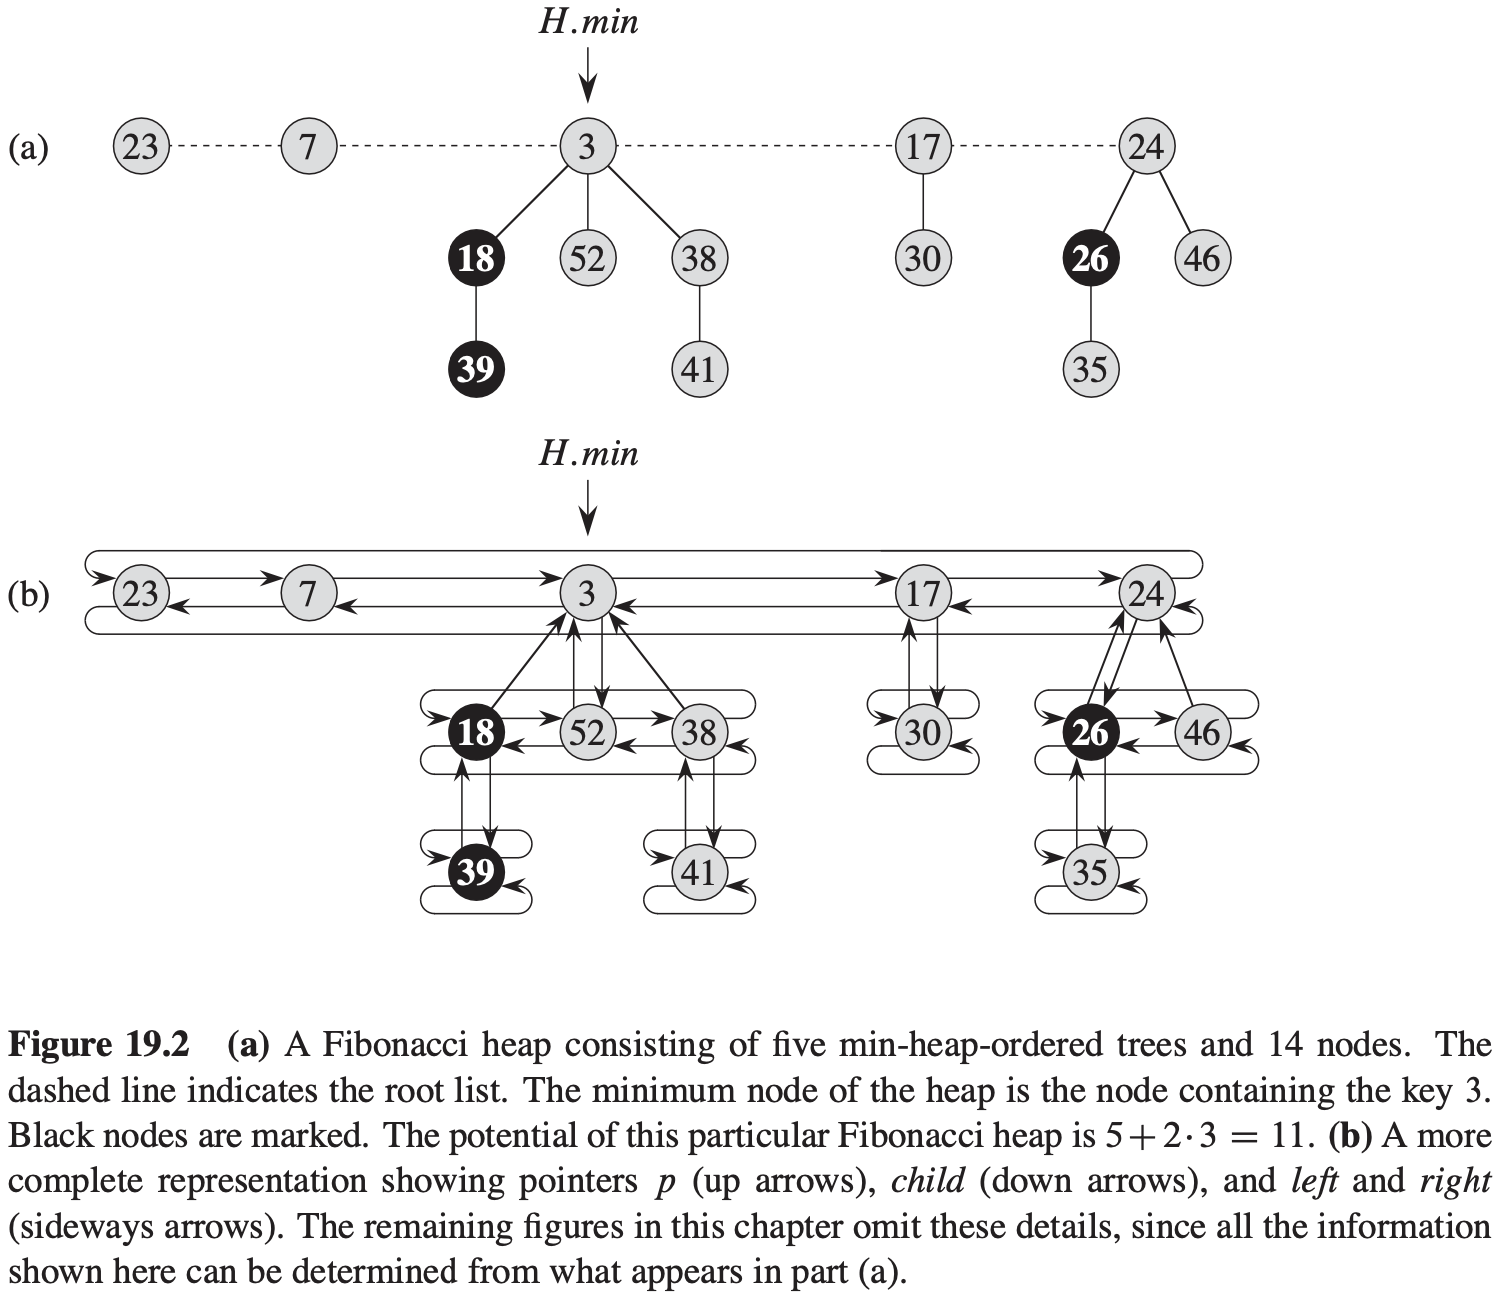 H.min
(a) 23 7 3 17 24
18 52 38 30 26 46
39 41 35
H.min
(b) 23 7 3 17 24
18 52 38 30 26 46
39 41 35
Figure 19.2 (a) A Fibonacci heap consisting of five min-heap-ordered trees and 14 nodes. The
dashed line indicates the root list. The minimum node of the heap is the node containing the key 3.
Black nodes are marked. The potential of this particular Fibonacci heap is 5+2·3 = 11. (b) A more
complete representation showing pointers p (up arrows), child (down arrows), and left and right
(sideways arrows). The remaining figures in this chapter omit these details, since all the information
shown here can be determined from what appears in part (a).